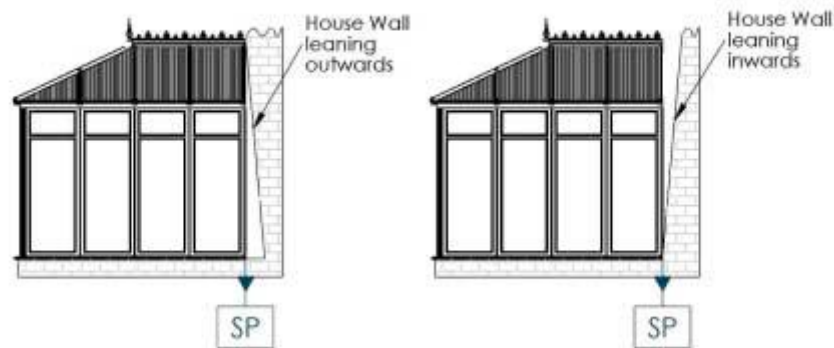 House Wall
leaning
outwards
SP
House Wall
leaning
inwards
SP